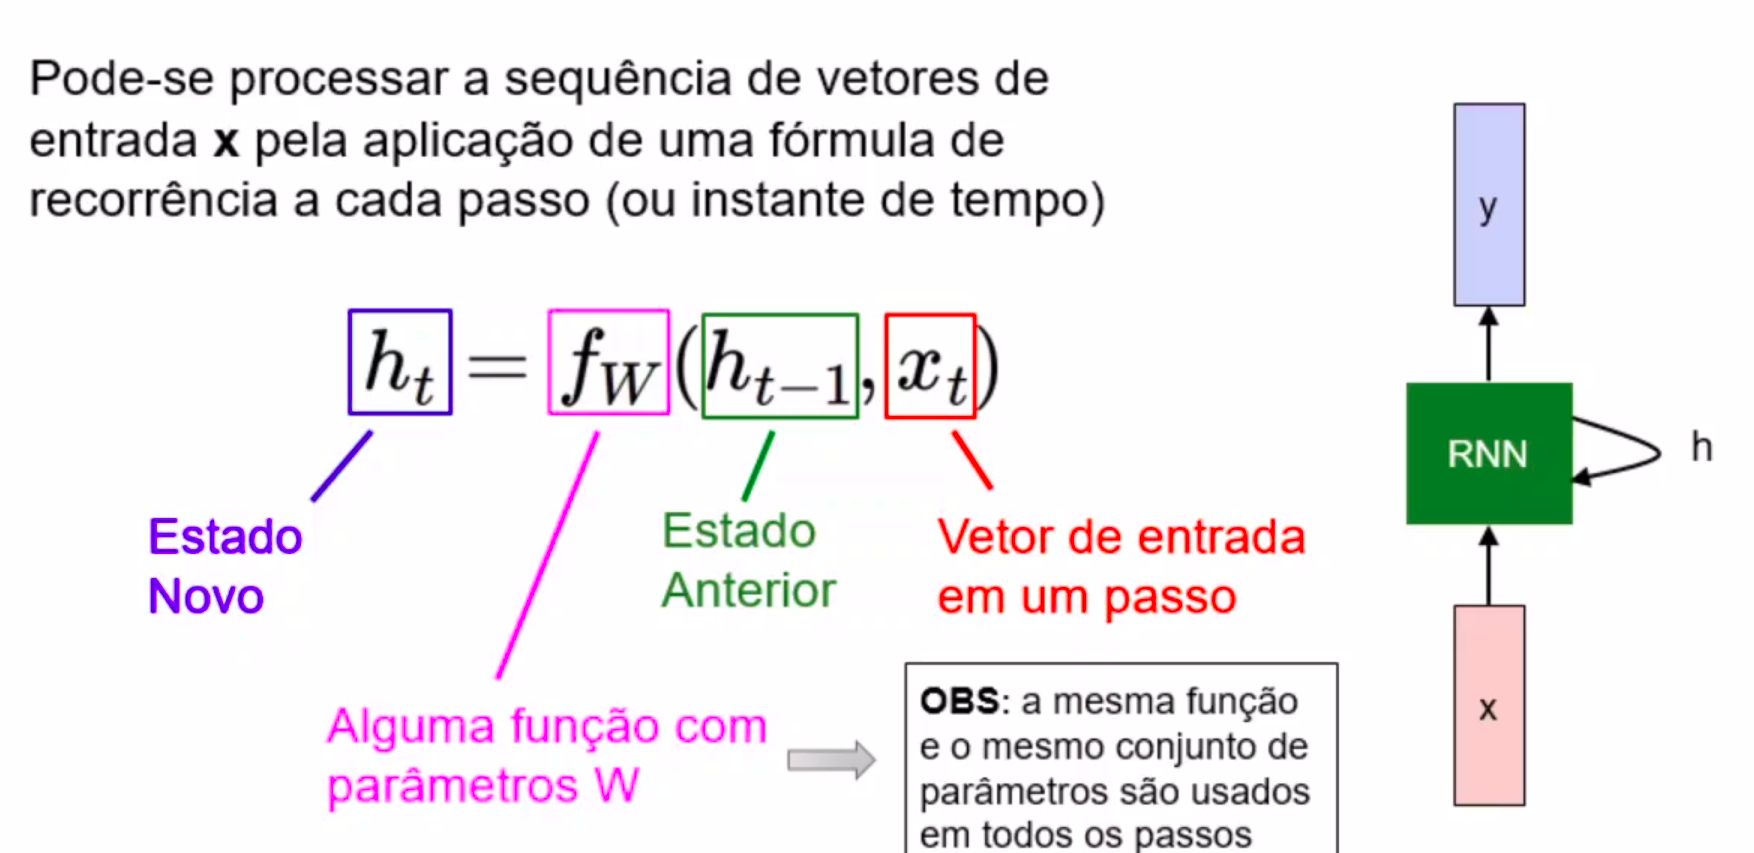 Pode-se processar a sequência de vetores de
entrada x pela aplicação de uma fórmula de
recorrência a cada passo (ou instante de tempo)
h_t = f_W(h_{t-1}, x_t)
Estado
Novo
Estado
Anterior
Vetor de entrada
em um passo
Alguma função com
parâmetros W
OBS: a mesma função
e o mesmo conjunto de
parâmetros são usados
em todos os passos
y
RNN
h
x